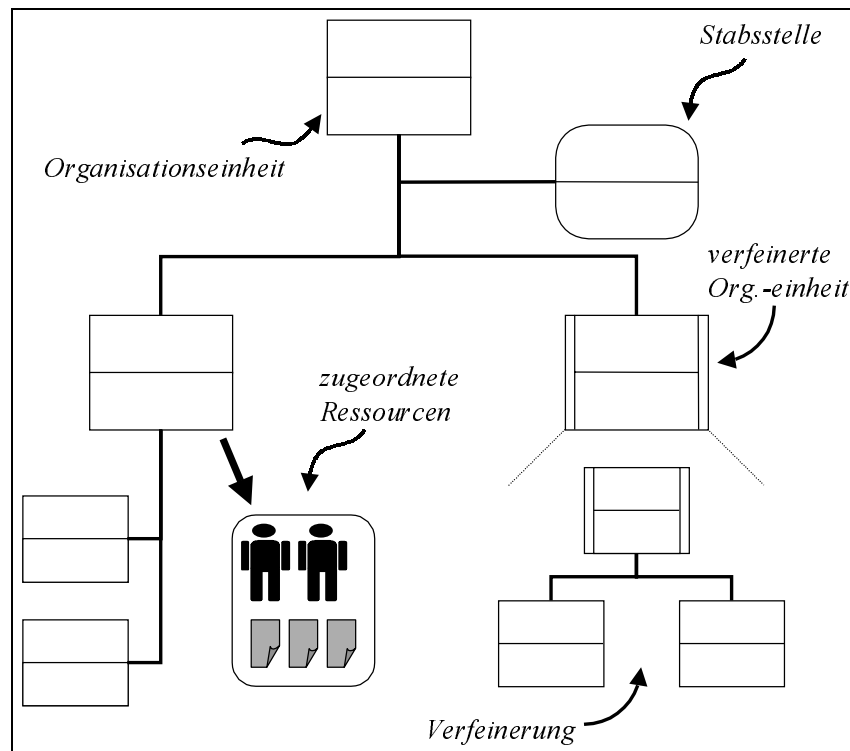 Stabsstelle
Organisationseinheit
verfeinerte
Org.-einheit
zugeordnete
Ressourcen
Verfeinerung